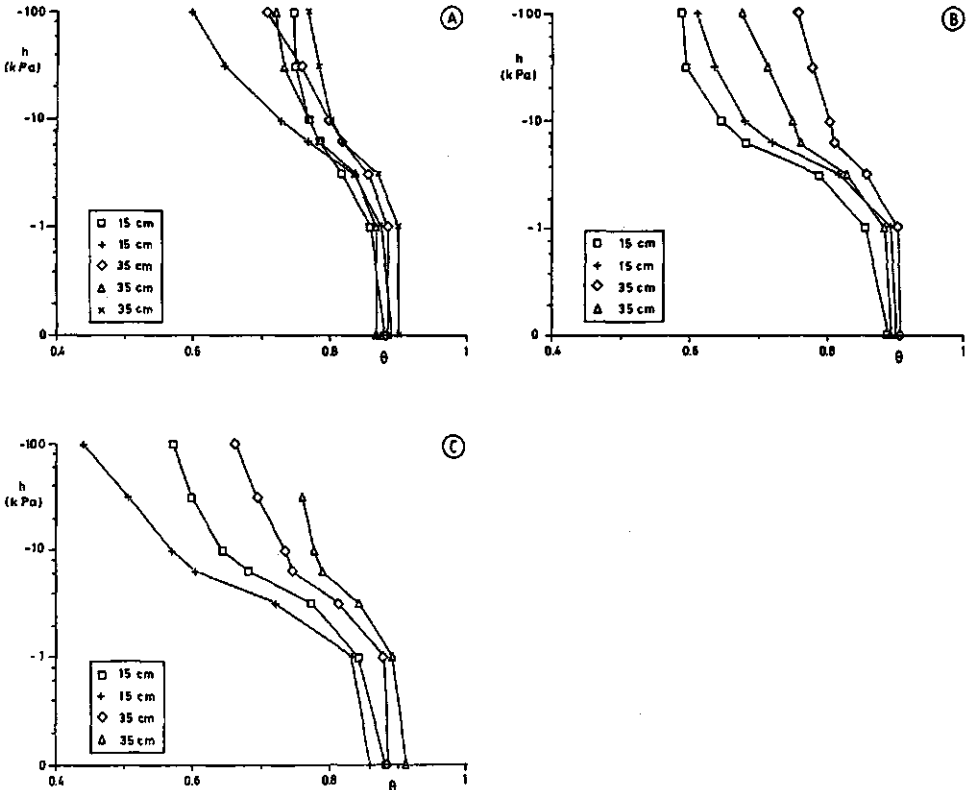 A
-100
h
(kPa)
-10
-1
0
□ 15 cm
+ 15 cm
◇ 35 cm
△ 35 cm
× 35 cm
0.4
0.6
0.8
θ
1
B
-100
h
(kPa)
-10
-1
0
□ 15 cm
+ 15 cm
◇ 35 cm
△ 35 cm
0.4
0.6
0.8
θ
1
C
-100
h
(kPa)
-10
-1
0
□ 15 cm
+ 15 cm
◇ 35 cm
△ 35 cm
0.4
0.6
0.8
θ
1